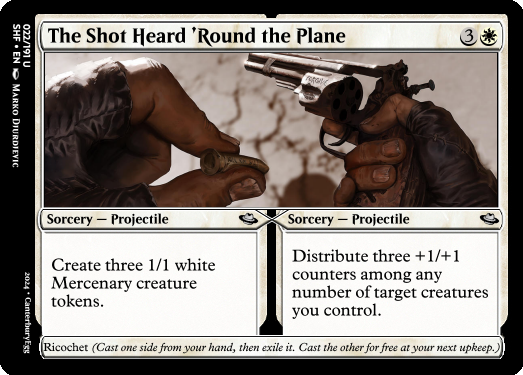 The Shot Heard 'Round the Plane 3
Sorcery — Projectile
Create three 1/1 white
Mercenary creature
tokens.
Sorcery — Projectile
Distribute three +1/+1
counters among any
number of target creatures
you control.
Ricochet (Cast one side from your hand, then exile it. Cast the other for free at your next upkeep.)
022/191 U
SHF • EN Marko Djurdjevic
2024 • CanterburyEgg